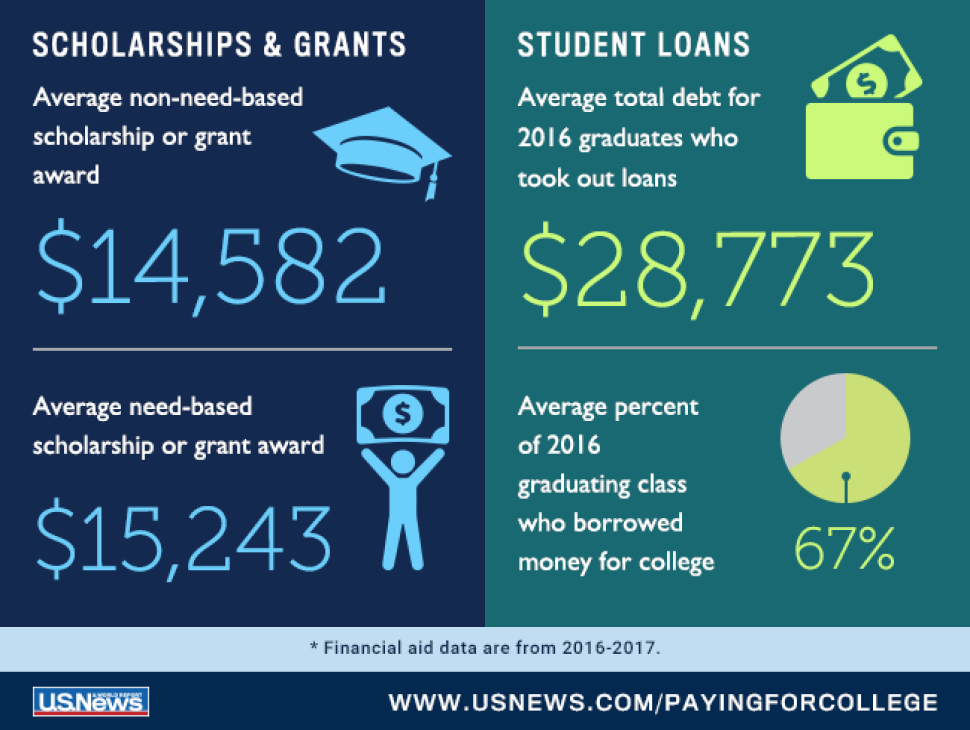 SCHOLARSHIPS & GRANTS
Average non-need-based
scholarship or grant
award
$14,582
Average need-based
scholarship or grant award
$
$15,243
STUDENT LOANS
Average total debt for
2016 graduates who
took out loans
$
$28,773
Average percent
of 2016
graduating class
who borrowed
money for college
67%
* Financial aid data are from 2016-2017.
& WORLD REPORT
U.S.News
WWW.USNEWS.COM/PAYINGFORCOLLEGE